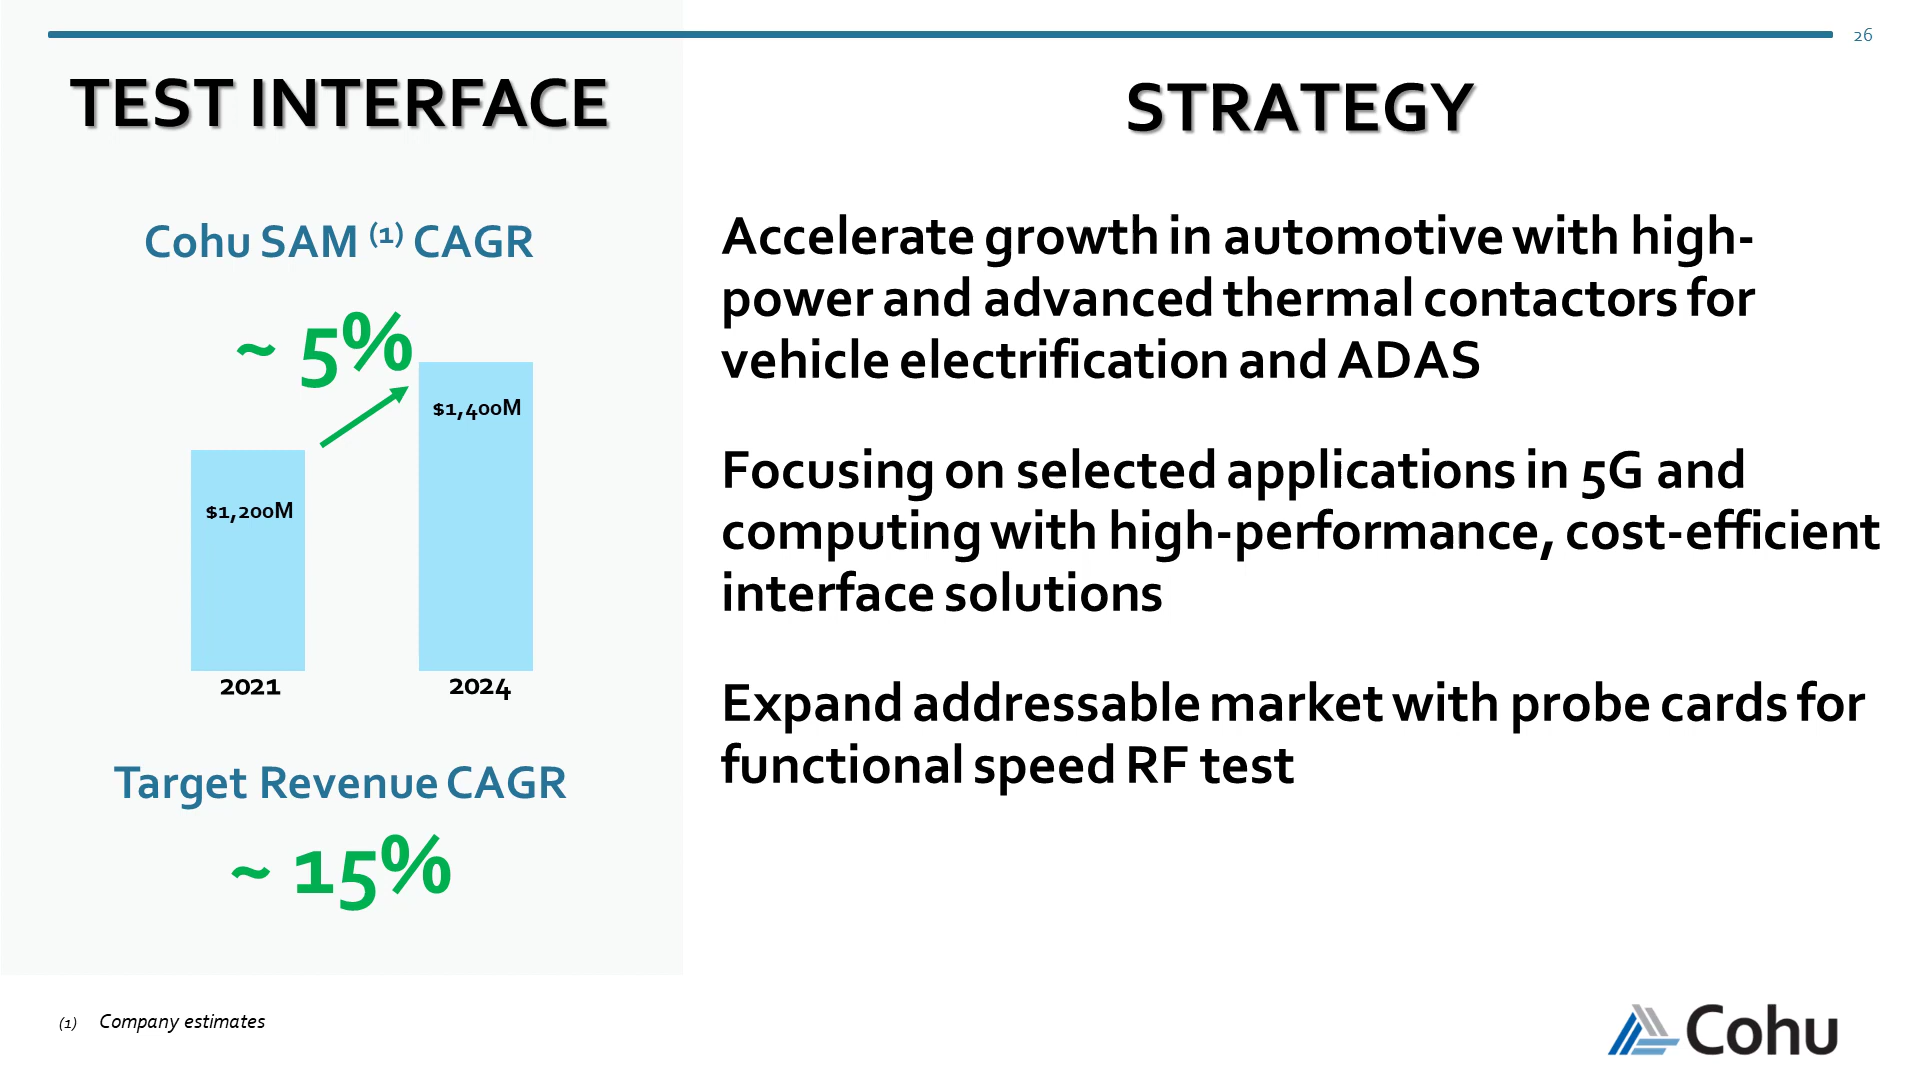 26
TEST INTERFACE
STRATEGY
Cohu SAM (1) CAGR
~ 5%
$1,400M
$1,200M
2021
2024
Target Revenue CAGR
~ 15%
Accelerate growth in automotive with high-
power and advanced thermal contactors for
vehicle electrification and ADAS
Focusing on selected applications in 5G and
computing with high-performance, cost-efficient
interface solutions
Expand addressable market with probe cards for
functional speed RF test
(1) Company estimates
Cohu